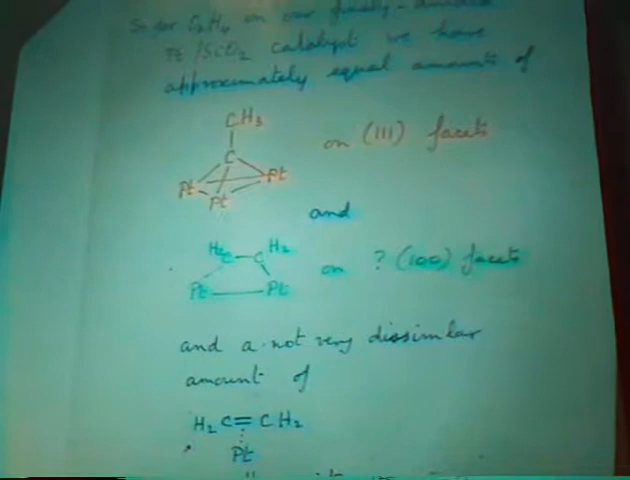 So for C2H4 on our finely-divided
Pt/SiO2 catalyst we have
approximately equal amounts of
CH3
C
on (111) facets
Pt Pt
Pt
and
H2C-CH2
on ? (100) facets
Pt Pt
and a not very dissimilar
amount of
H2C=CH2
Pt